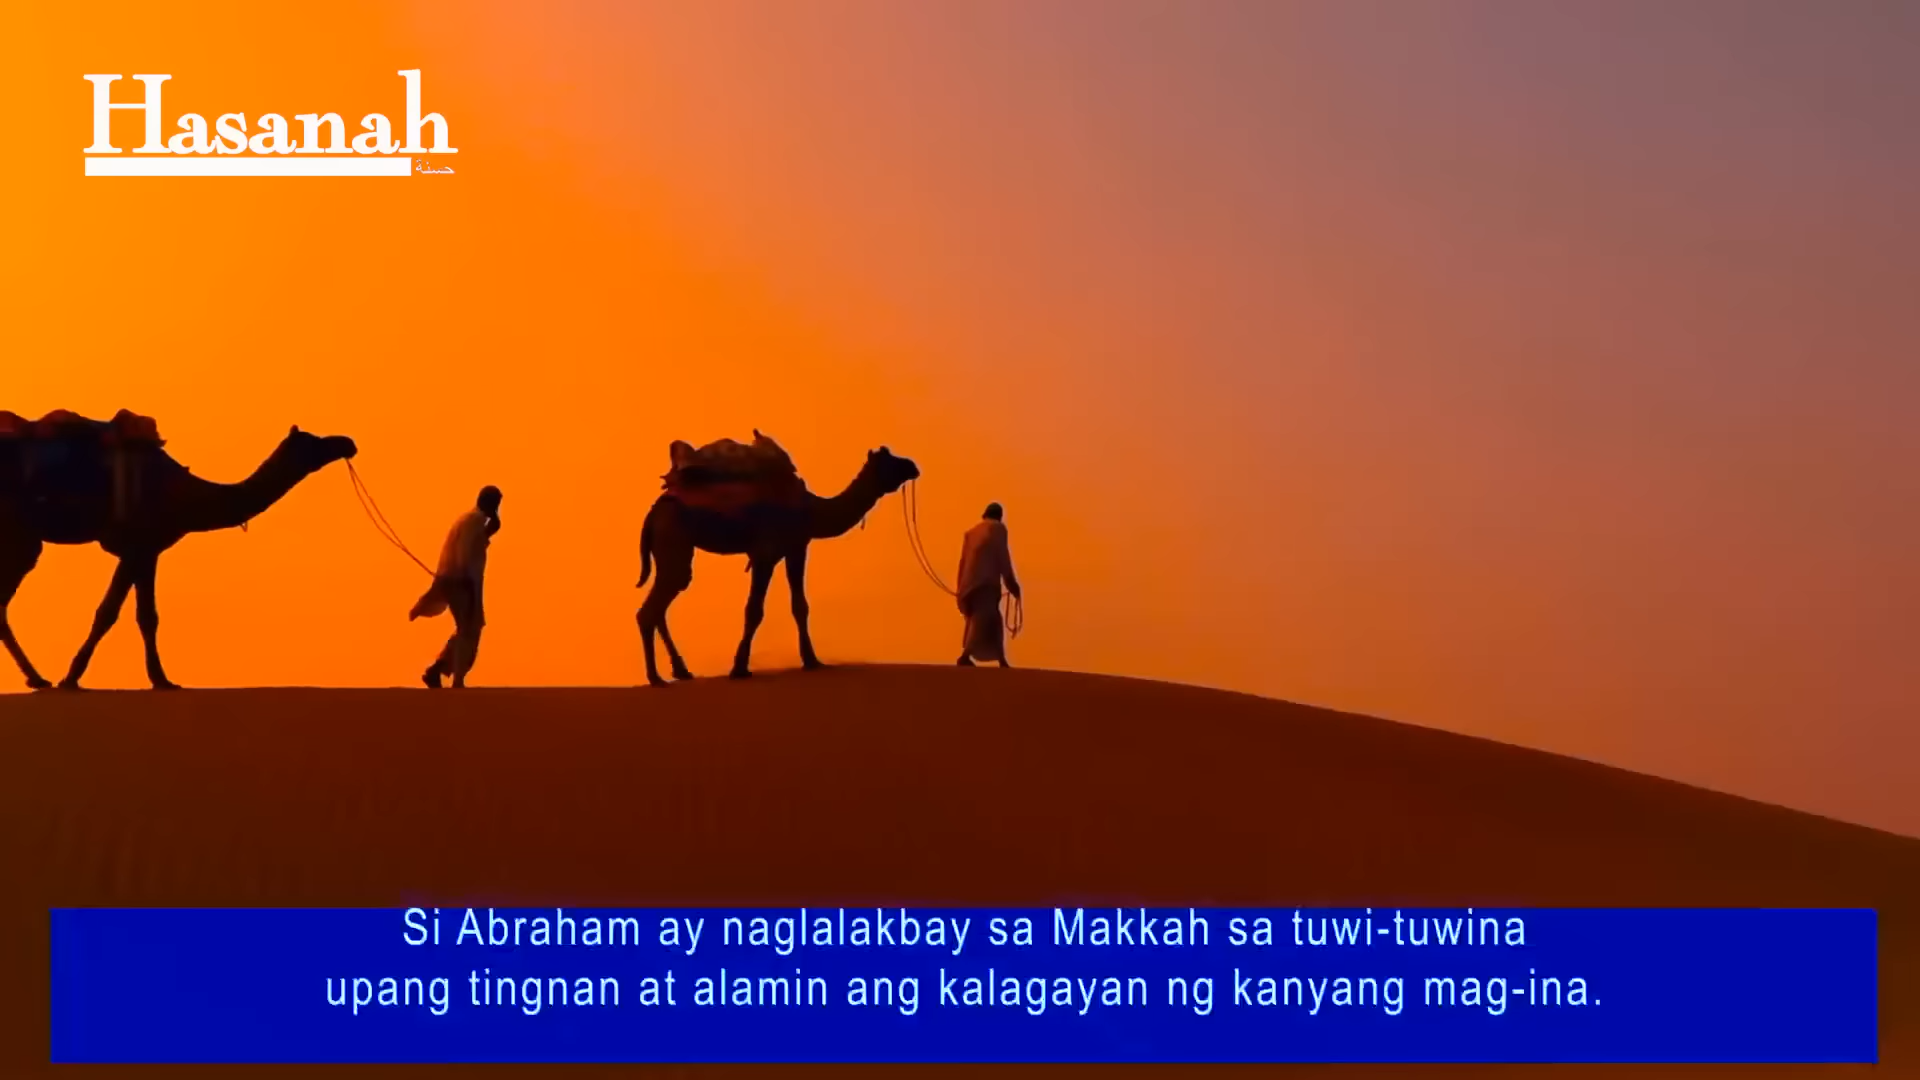 Hasanah
حسنة
Si Abraham ay naglalakbay sa Makkah sa tuwi-tuwina
upang tingnan at alamin ang kalagayan ng kanyang mag-ina.